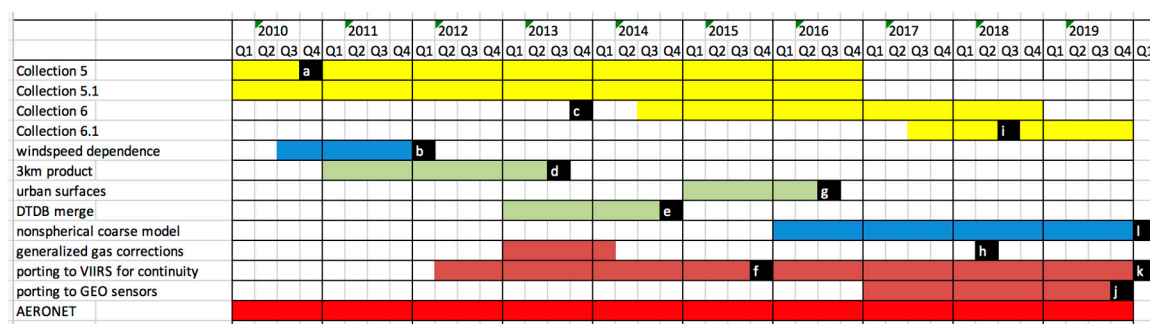 2010 2011 2012 2013 2014 2015 2016 2017 2018 2019
Q1 Q2 Q3 Q4 Q1 Q2 Q3 Q4 Q1 Q2 Q3 Q4 Q1 Q2 Q3 Q4 Q1 Q2 Q3 Q4 Q1 Q2 Q3 Q4 Q1 Q2 Q3 Q4 Q1 Q2 Q3 Q4 Q1 Q2 Q3 Q4 Q1 Q2 Q3 Q4 Q1
Collection 5 a
Collection 5.1
Collection 6 c
Collection 6.1 i
windspeed dependence b
3km product d
urban surfaces g
DTDB merge e
nonspherical coarse model l
generalized gas corrections h
porting to VIIRS for continuity f k
porting to GEO sensors j
AERONET